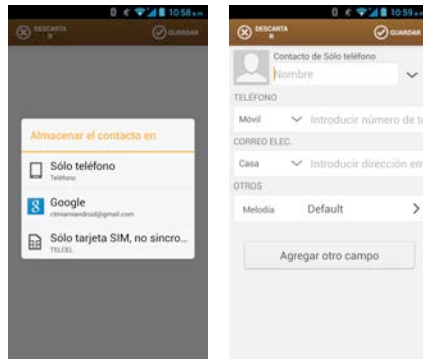 10:58 a.m.
DESCARTA
R
GUARDAR
Almacenar el contacto en
Sólo teléfono
Teléfono
Google
ctmiamiandroid@gmail.com
Sólo tarjeta SIM, no sincro...
TELCEL
10:59 a.m.
DESCARTA
R
GUARDAR
Contacto de Sólo teléfono
Nombre
TELÉFONO
Móvil Introducir número de te
CORREO ELEC.
Casa Introducir dirección em
OTROS
Melodía Default
Agregar otro campo